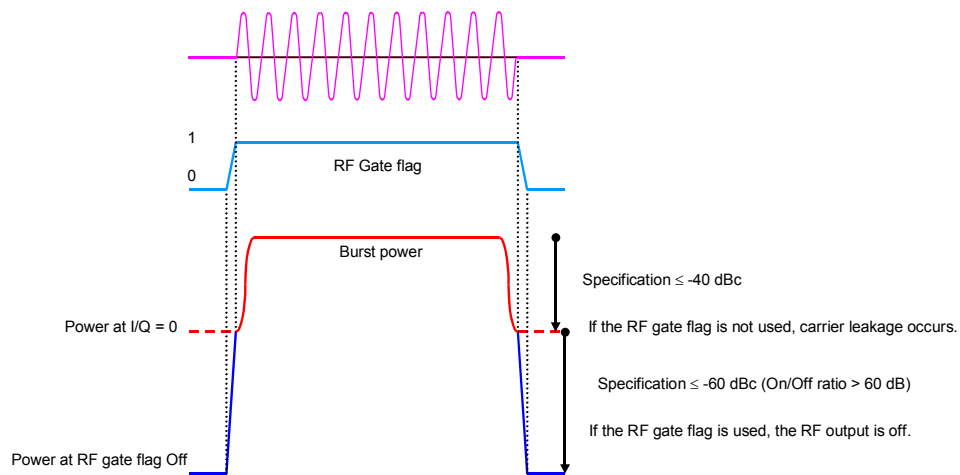 1
0
RF Gate flag
Burst power
Specification ≤ -40 dBc
Power at I/Q = 0
If the RF gate flag is not used, carrier leakage occurs.
Specification ≤ -60 dBc (On/Off ratio > 60 dB)
If the RF gate flag is used, the RF output is off.
Power at RF gate flag Off